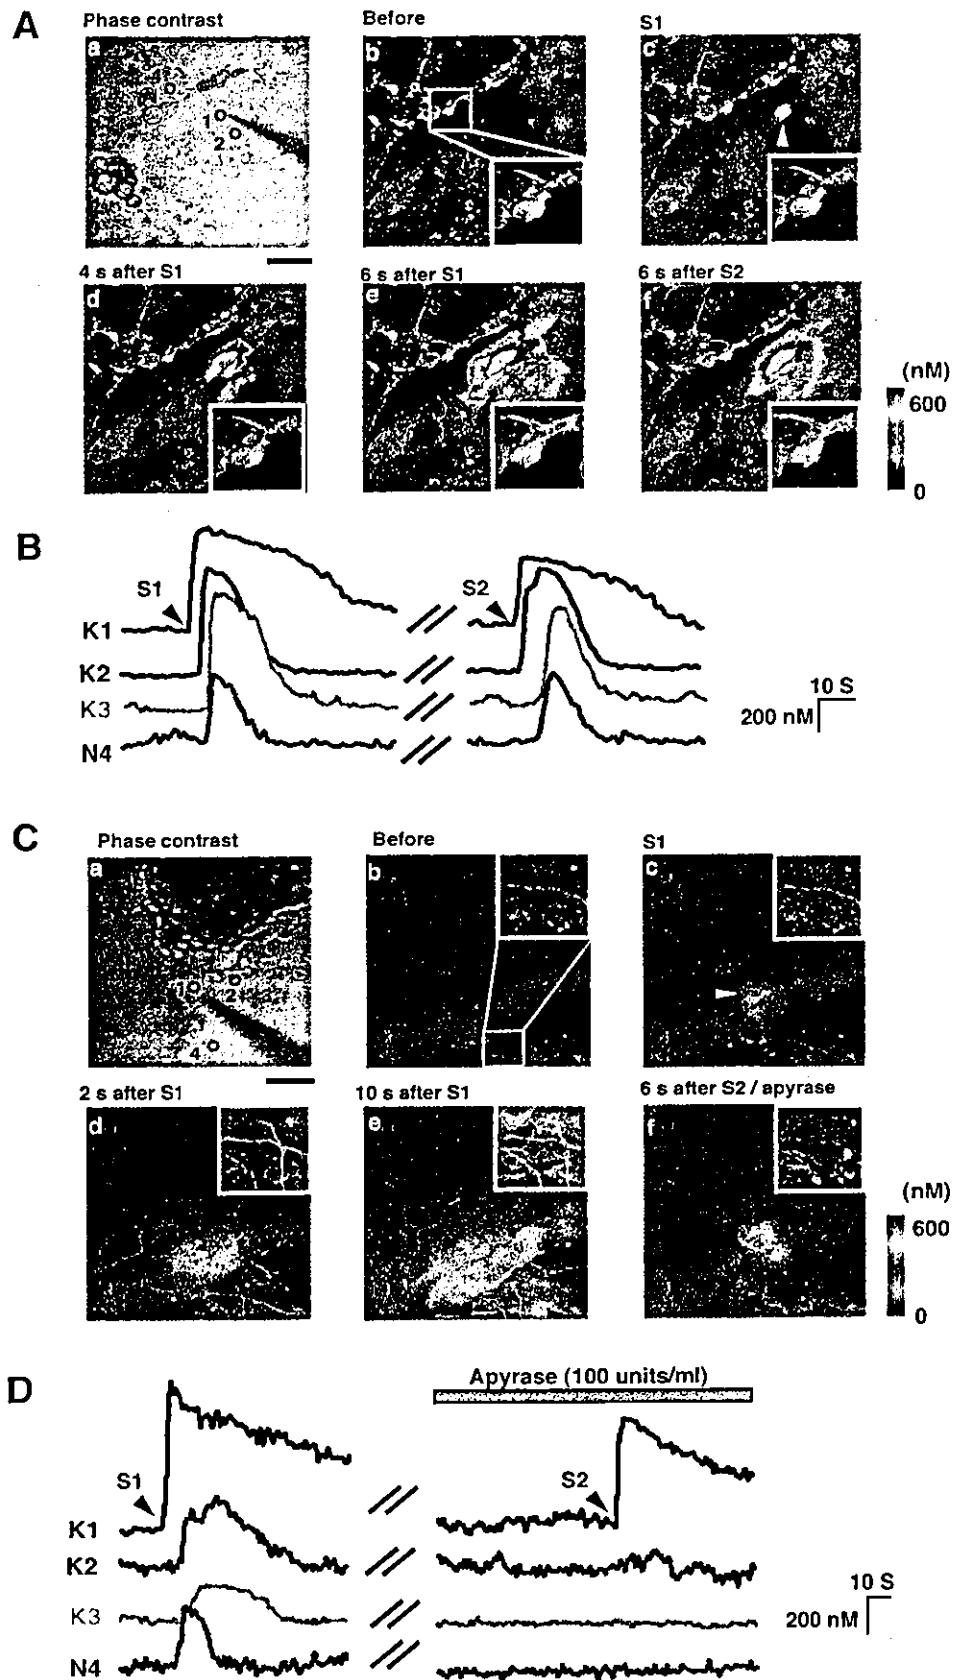 A
Phase contrast
Before
S1
a
b
c
1
2
4 s after S1
6 s after S1
6 s after S2
d
e
f
(nM)
600
0
B
S1
S2
K1
K2
K3
N4
10 S
200 nM
C
Phase contrast
Before
S1
a
b
c
1
2
4
2 s after S1
10 s after S1
6 s after S2 / apyrase
d
e
f
(nM)
600
0
D
Apyrase (100 units/ml)
S1
S2
K1
K2
K3
N4
10 S
200 nM